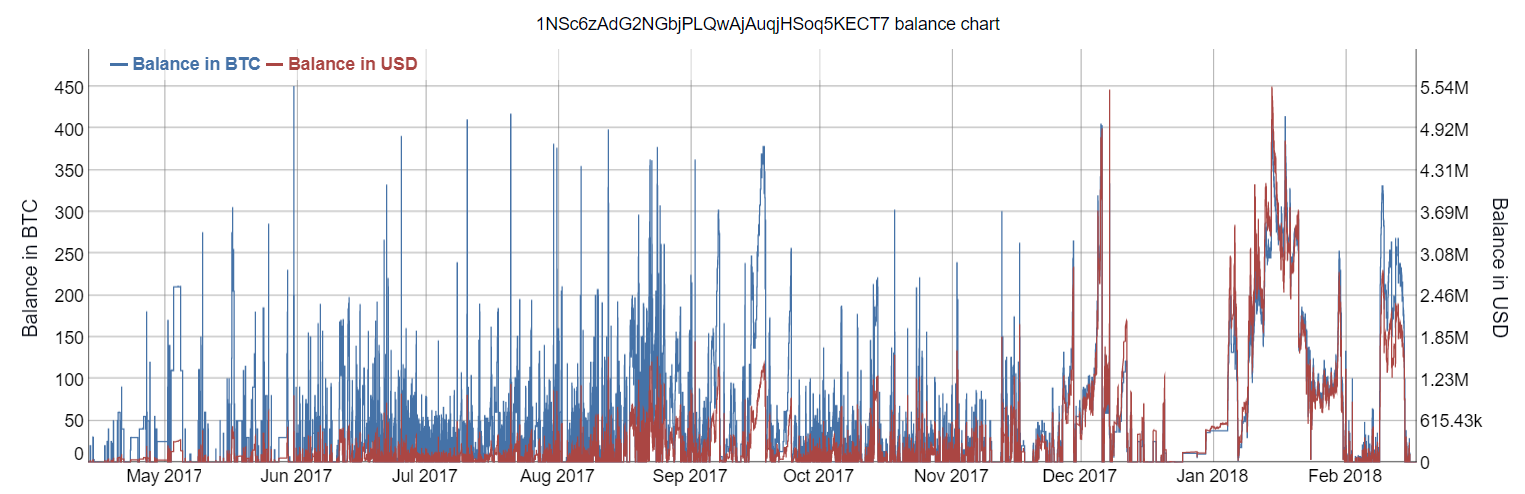 1NSc6zAdG2NGbjPLQwAjAuqjHSoq5KECT7 balance chart
Balance in BTC Balance in USD
450 5.54M
400 4.92M
350 4.31M
300 3.69M
250 3.08M
200 2.46M
150 1.85M
100 1.23M
50 615.43k
0 0
Balance in BTC
Balance in USD
May 2017 Jun 2017 Jul 2017 Aug 2017 Sep 2017 Oct 2017 Nov 2017 Dec 2017 Jan 2018 Feb 2018